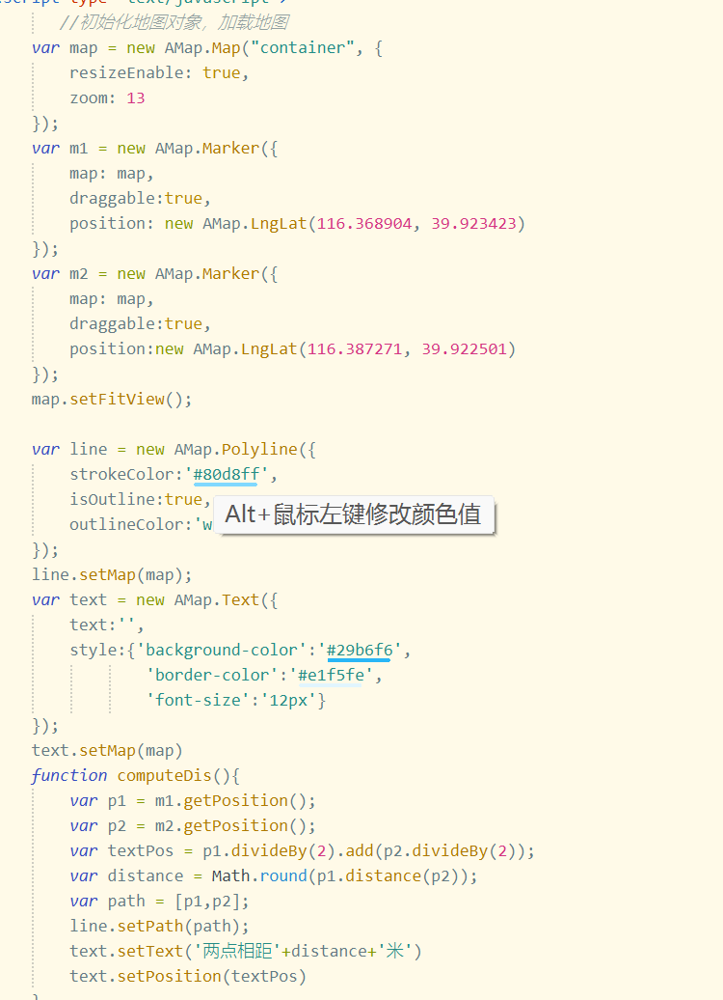 script type="text/javascript">
//初始化地图对象，加载地图
var map = new AMap.Map("container", {
resizeEnable: true,
zoom: 13
});
var m1 = new AMap.Marker({
map: map,
draggable:true,
position: new AMap.LngLat(116.368904, 39.923423)
});
var m2 = new AMap.Marker({
map: map,
draggable:true,
position:new AMap.LngLat(116.387271, 39.922501)
});
map.setFitView();
var line = new AMap.Polyline({
strokeColor:'#80d8ff',
isOutline:true,
Alt+鼠标左键修改颜色值
outlineColor:'w
});
line.setMap(map);
var text = new AMap.Text({
text:'',
style:{'background-color':'#29b6f6',
'border-color':'#e1f5fe',
'font-size':'12px'}
});
text.setMap(map)
function computeDis(){
var p1 = m1.getPosition();
var p2 = m2.getPosition();
var textPos = p1.divideBy(2).add(p2.divideBy(2));
var distance = Math.round(p1.distance(p2));
var path = [p1,p2];
line.setPath(path);
text.setText('两点相距'+distance+'米')
text.setPosition(textPos)
}